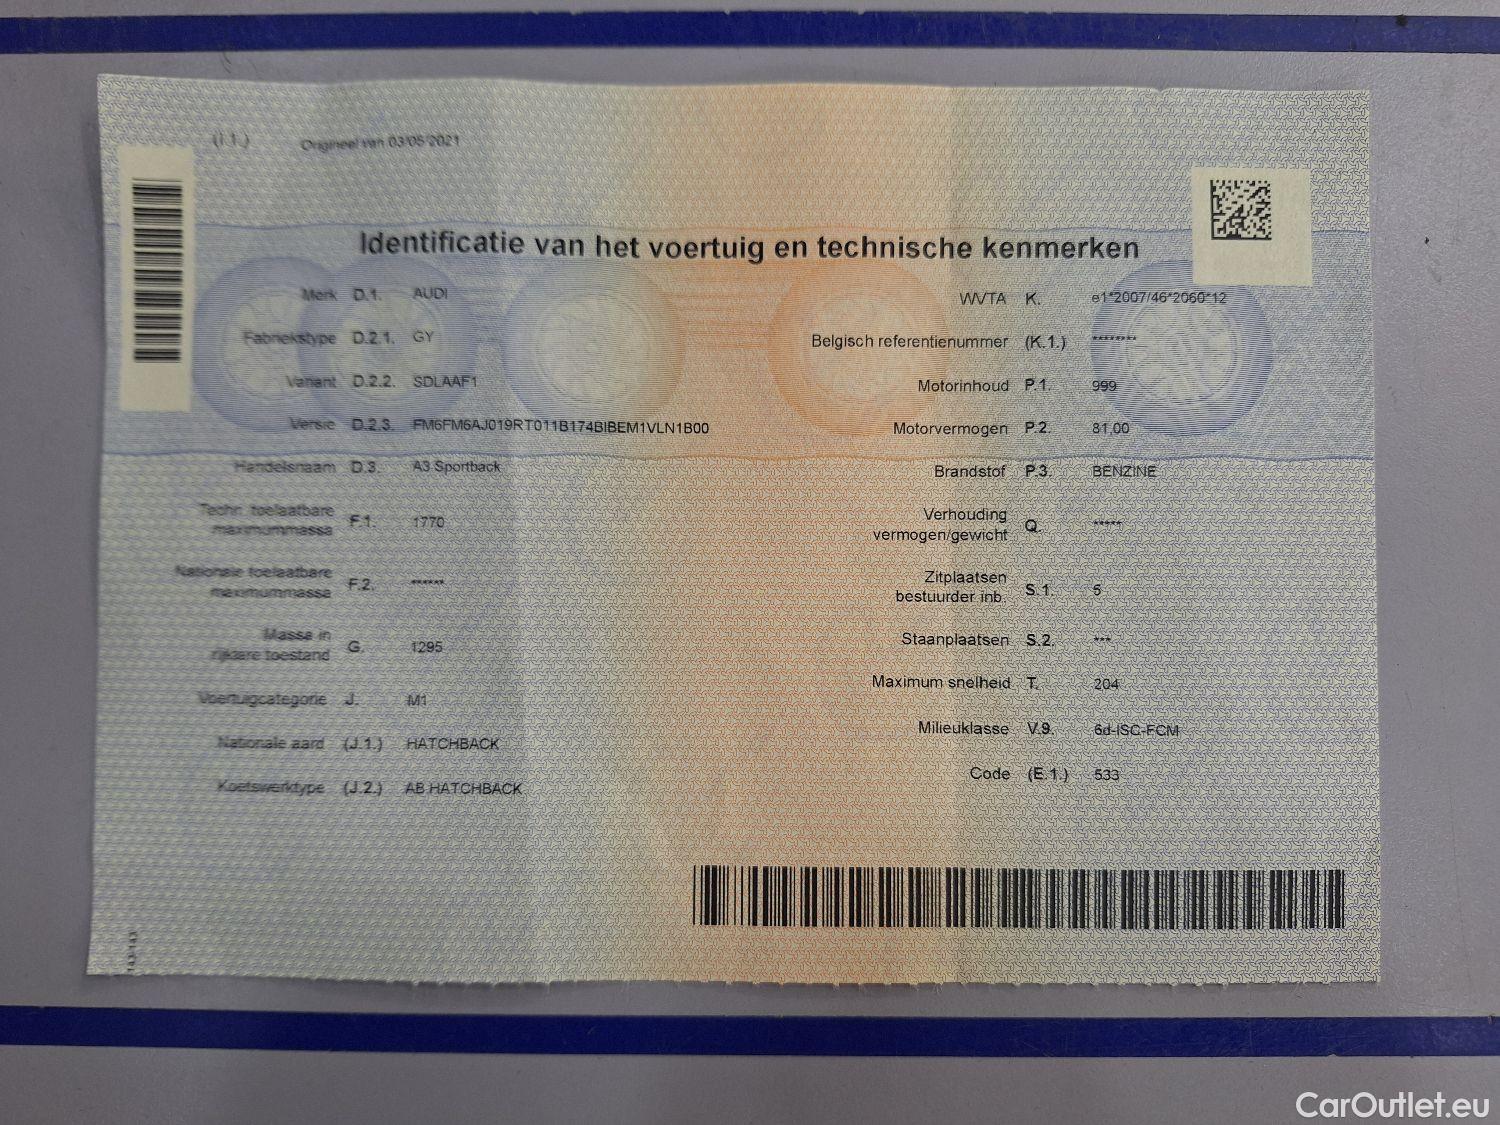 (I.1.) Origineel van 03/05/2021
Identificatie van het voertuig en technische kenmerken
Merk D.1. AUDI
Fabriekstype D.2.1. GY
Variant D.2.2. SDLAAF1
Versie D.2.3. FM6FM6AJ019RT011B174BIBEM1VLN1B00
Handelsnaam D.3. A3 Sportback
Techn. toelaatbare
maximummassa F.1. 1770
Nationale toelaatbare
maximummassa F.2. ******
Massa in
rijklare toestand G. 1295
Voertuigcategorie J. M1
Nationale aard (J.1.) HATCHBACK
Koetswerktype (J.2.) AB HATCHBACK
WVTA K. e1*2007/46*2060*12
Belgisch referentienummer (K.1.) ********
Motorinhoud P.1. 999
Motorvermogen P.2. 81,00
Brandstof P.3. BENZINE
Verhouding
vermogen/gewicht Q. *****
Zitplaatsen
bestuurder inb. S.1. 5
Staanplaatsen S.2. ***
Maximum snelheid T. 204
Milieuklasse V.9. 6d-ISC-FCM
Code (E.1.) 533
143-143
CarOutlet.eu